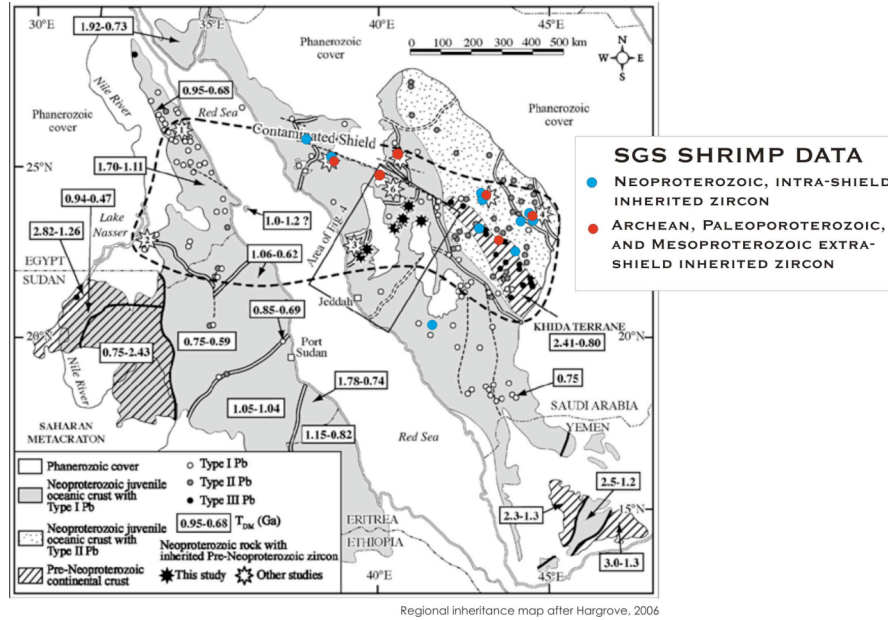 30°E
35°E
40°E
45°E
1.92-0.73
Phanerozoic
cover
0 100 200 300 400 500 km
N
W E
S
Nile River
0.95-0.68
Red Sea
Phanerozoic
cover
Phanerozoic
cover
Contaminated Shield
25°N
1.70-1.11
0.94-0.47
Lake
Nasser
2.82-1.26
1.0-1.2 ?
Area of Fig. 4
6
EGYPT
SUDAN
1.06-0.62
Jeddah
0.85-0.69
KHIDA TERRANE
2.41-0.80
20°N
20°N
0.75-2.43
0.75-0.59
Port
Sudan
Nile River
1.78-0.74
0.75
SAHARAN
METACRATON
1.05-1.04
1.15-0.82
Red Sea
SAUDI ARABIA
YEMEN
2.5-1.2
2.3-1.3
15°N
3.0-1.3
ERITREA
ETHIOPIA
40°E
45°E
Phanerozoic cover
Neoproterozoic juvenile
oceanic crust with
Type I Pb
Neoproterozoic juvenile
oceanic crust with
Type II Pb
Pre-Neoproterozoic
continental crust
Type I Pb
Type II Pb
Type III Pb
0.95-0.68 TDM (Ga)
Neoproterozoic rock with
inherited Pre-Neoproterozoic zircon
This study
Other studies
SGS SHRIMP DATA
NEOPROTEROZOIC, INTRA-SHIELD
INHERITED ZIRCON
ARCHEAN, PALEOPOROTEROZOIC,
AND MESOPROTEROZOIC EXTRA-
SHIELD INHERITED ZIRCON
Regional inheritance map after Hargrove, 2006